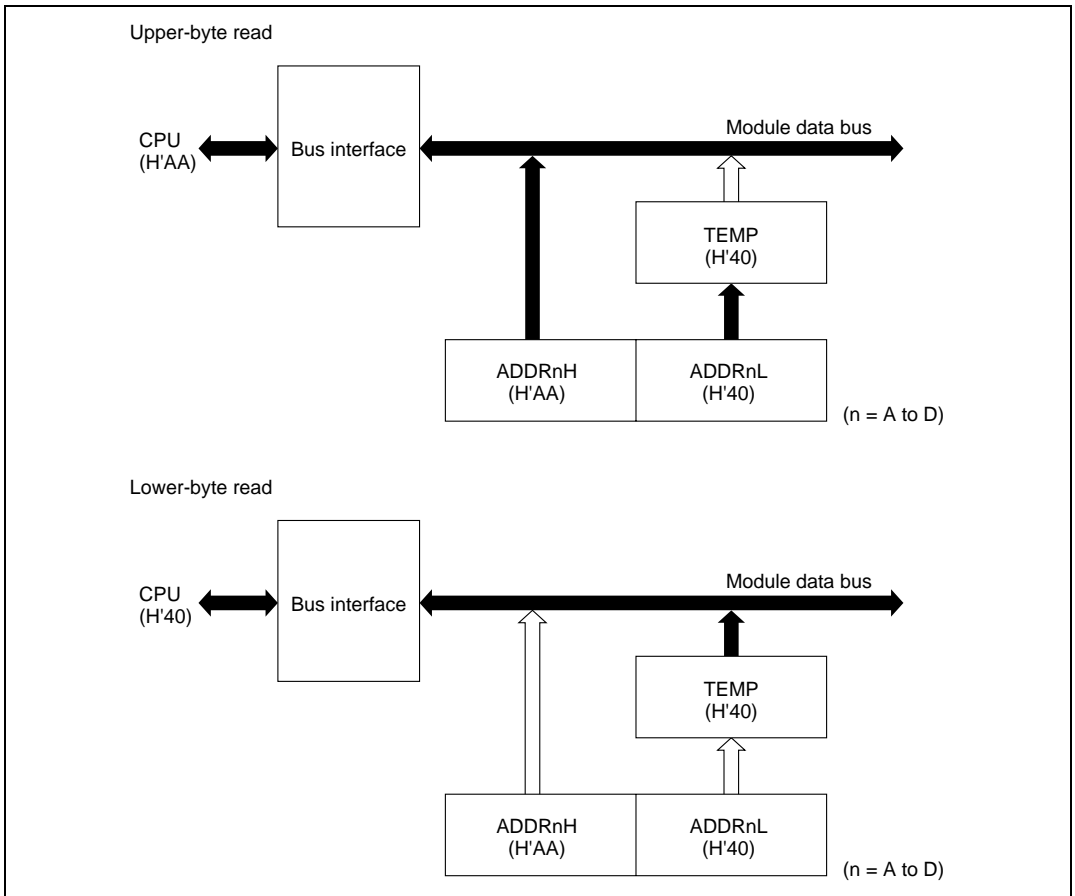 Upper-byte read
CPU
(H'AA)
Bus interface
Module data bus
TEMP
(H'40)
ADDRnH
(H'AA)
ADDRnL
(H'40)
(n = A to D)
Lower-byte read
CPU
(H'40)
Bus interface
Module data bus
TEMP
(H'40)
ADDRnH
(H'AA)
ADDRnL
(H'40)
(n = A to D)